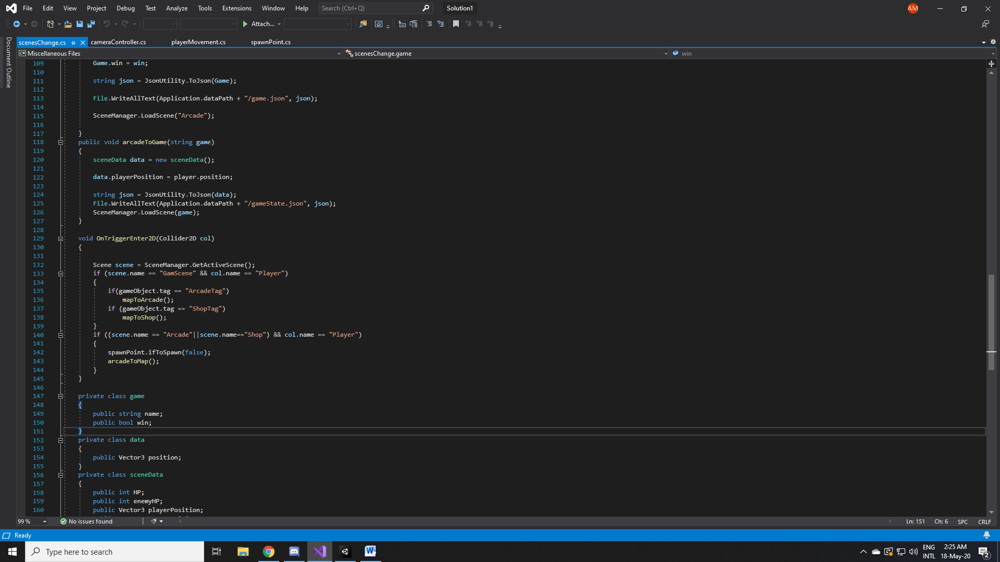 File Edit View Project Debug Test Analyze Tools Extensions Window Help Search (Ctrl+Q) Solution1 AM
Attach...
Document Outline
scenesChange.cs cameraController.cs playerMovement.cs spawnPoint.cs
C# Miscellaneous Files scenesChange.game win
109 Game.win = win;
110
111 string json = JsonUtility.ToJson(Game);
112
113 File.WriteAllText(Application.dataPath + "/game.json", json);
114
115 SceneManager.LoadScene("Arcade");
116
117 }
118 public void arcadeToGame(string game)
119 {
120 sceneData data = new sceneData();
121
122 data.playerPosition = player.position;
123
124 string json = JsonUtility.ToJson(data);
125 File.WriteAllText(Application.dataPath + "/gameState.json", json);
126 SceneManager.LoadScene(game);
127 }
128
129 void OnTriggerEnter2D(Collider2D col)
130 {
131
132 Scene scene = SceneManager.GetActiveScene();
133 if (scene.name == "GamScene" && col.name == "Player")
134 {
135 if(gameObject.tag == "ArcadeTag")
136 mapToArcade();
137 if (gameObject.tag == "ShopTag")
138 mapToShop();
139 }
140 if ((scene.name == "Arcade"||scene.name=="Shop") && col.name == "Player")
141 {
142 spawnPoint.ifToSpawn(false);
143 arcadeToMap();
144 }
145 }
146
147 private class game
148 {
149 public string name;
150 public bool win;
151 }
152 private class data
153 {
154 public Vector3 position;
155 }
156 private class sceneData
157 {
158 public int HP;
159 public int enemyHP;
160 public Vector3 playerPosition;
99 % No issues found Ln: 151 Ch: 6 SPC CRLF
Ready
Type here to search ENG 2:25 AM
INTL 18-May-20 2